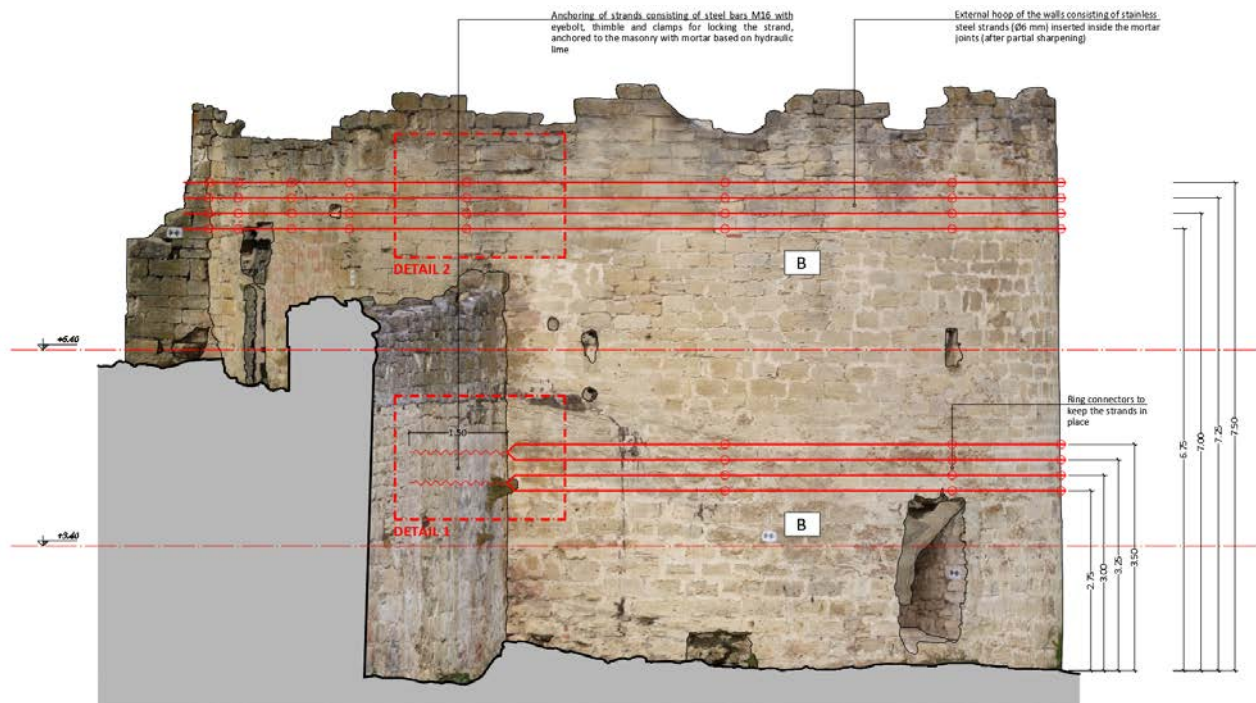 Anchoring of strands consisting of steel bars M16 with
eyebolt, thimble and clamps for locking the strand,
anchored to the masonry with mortar based on hydraulic
lime
External hoop of the walls consisting of stainless
steel strands (Ø6 mm) inserted inside the mortar
joints (after partial sharpening)
B
DETAIL 2
+6.40
Ring connectors to
keep the strands in
place
1.50
B
DETAIL 1
+3.40
2.75
3.00
3.25
3.50
6.75
7.00
7.25
7.50